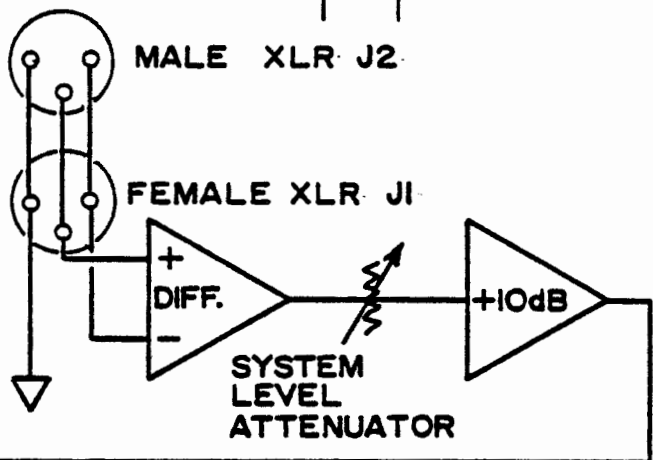 MALE XLR J2
FEMALE XLR J1
+
DIFF.
−
+10dB
SYSTEM
LEVEL
ATTENUATOR